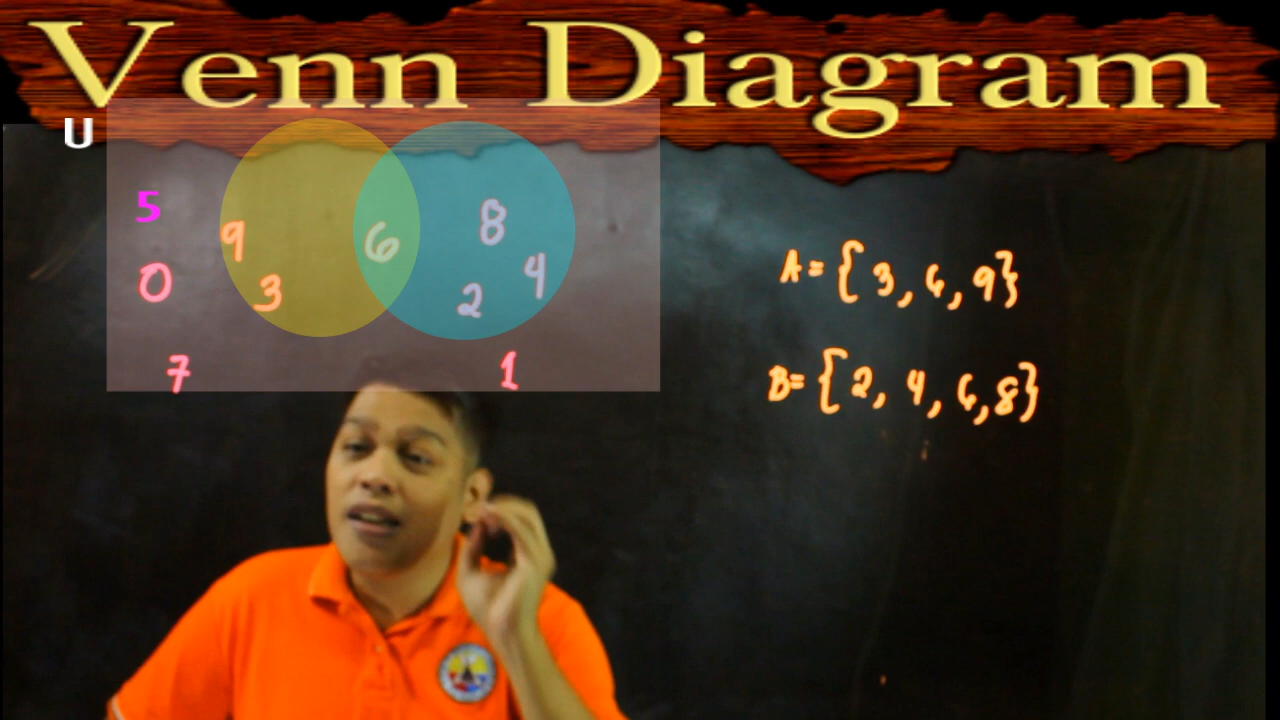 Venn Diagram
U
5
8
9
6
0
3
2
4
7
1
A = {3, 6, 9}
B = {2, 4, 6, 8}